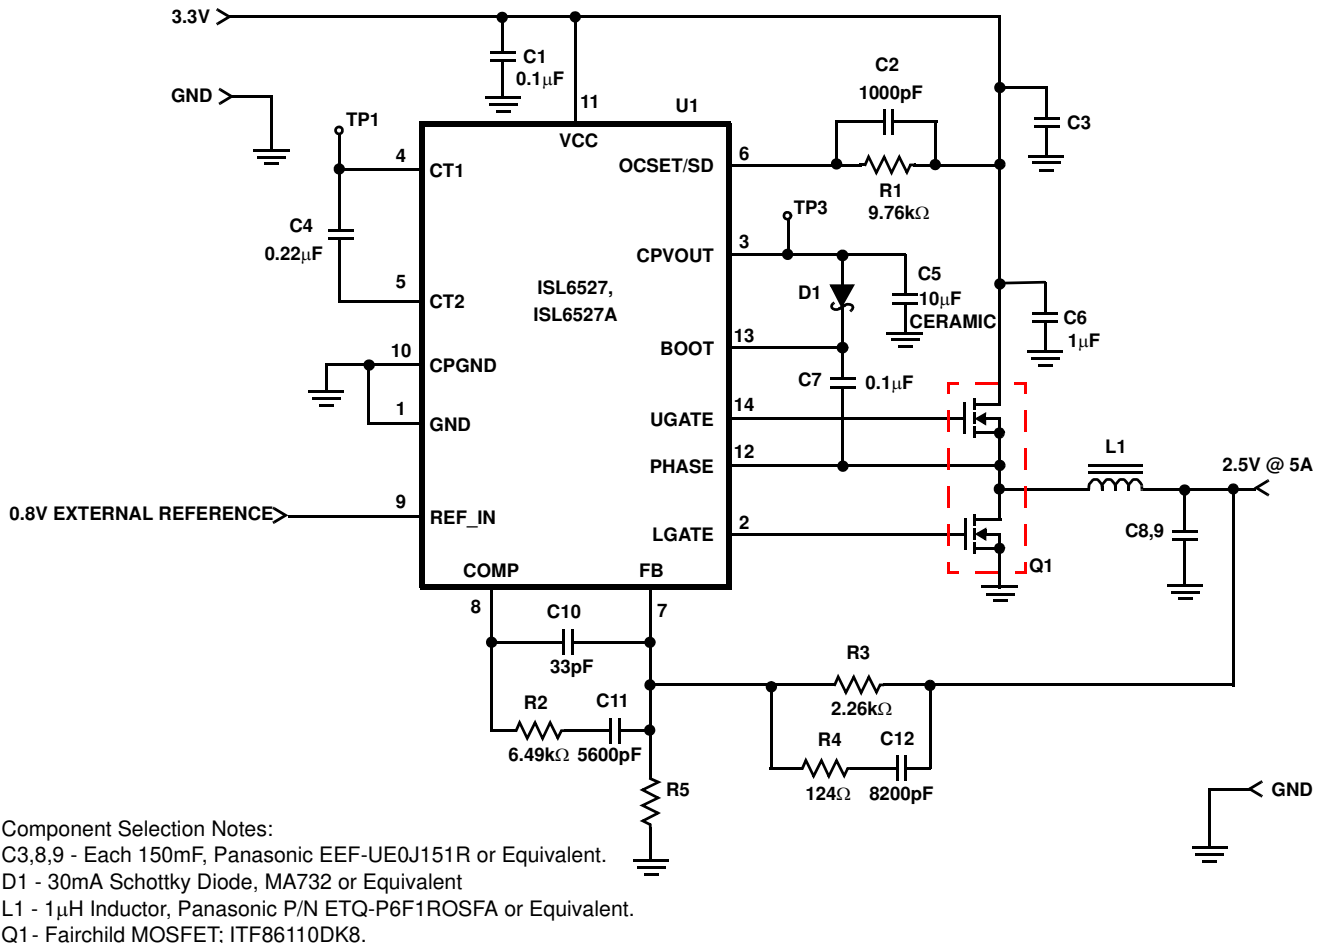 3.3V
C1
0.1μF
C2
1000pF
GND
TP1
11
U1
C3
VCC
4
CT1
OCSET/SD
6
R1
9.76kΩ
TP3
C4
0.22μF
CPVOUT
3
5
CT2
ISL6527,
ISL6527A
D1
C5
10μF
CERAMIC
C6
1μF
BOOT
13
10
CPGND
C7
0.1μF
1
GND
UGATE
14
PHASE
12
L1
2.5V @ 5A
0.8V EXTERNAL REFERENCE
9
REF_IN
LGATE
2
C8,9
Q1
COMP
FB
8
7
C10
33pF
R3
2.26kΩ
R2
6.49kΩ
C11
5600pF
R4
124Ω
C12
8200pF
R5
GND
Component Selection Notes:
C3,8,9 - Each 150mF, Panasonic EEF-UE0J151R or Equivalent.
D1 - 30mA Schottky Diode, MA732 or Equivalent
L1 - 1μH Inductor, Panasonic P/N ETQ-P6F1ROSFA or Equivalent.
Q1- Fairchild MOSFET; ITF86110DK8.